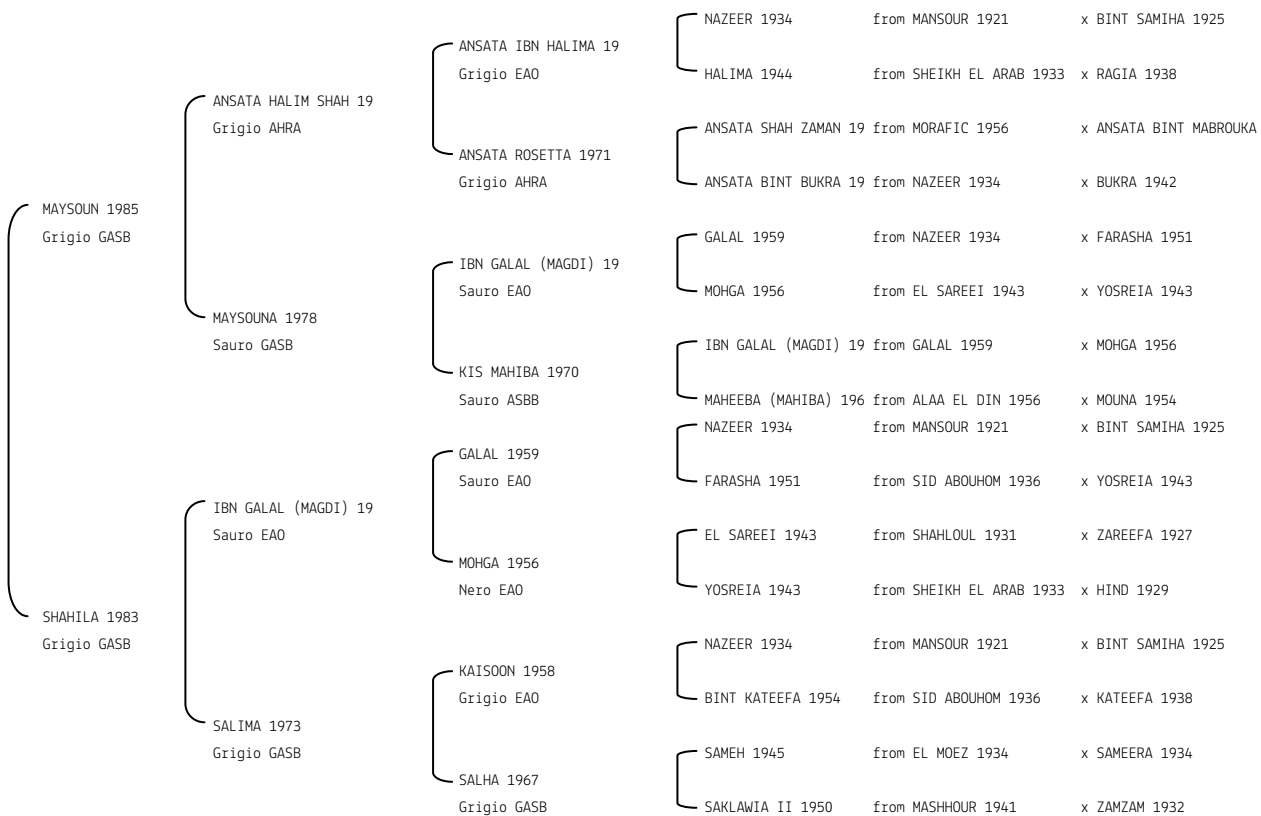 NAZEER 1934 from MANSOUR 1921 x BINT SAMIHA 1925
ANSATA IBN HALIMA 19
Grigio EAO
HALIMA 1944 from SHEIKH EL ARAB 1933 x RAGIA 1938
ANSATA HALIM SHAH 19
Grigio AHRA
ANSATA SHAH ZAMAN 19 from MORAFIC 1956 x ANSATA BINT MABROUKA
ANSATA ROSETTA 1971
Grigio AHRA
ANSATA BINT BUKRA 19 from NAZEER 1934 x BUKRA 1942
MAYSOUN 1985
Grigio GASB
GALAL 1959 from NAZEER 1934 x FARASHA 1951
IBN GALAL (MAGDI) 19
Sauro EAO
MOHGA 1956 from EL SAREEI 1943 x YOSREIA 1943
MAYSOUNA 1978
Sauro GASB
IBN GALAL (MAGDI) 19 from GALAL 1959 x MOHGA 1956
KIS MAHIBA 1970
Sauro ASBB
MAHEEBA (MAHIBA) 196 from ALAA EL DIN 1956 x MOUNA 1954
NAZEER 1934 from MANSOUR 1921 x BINT SAMIHA 1925
GALAL 1959
Sauro EAO
FARASHA 1951 from SID ABOUHOM 1936 x YOSREIA 1943
IBN GALAL (MAGDI) 19
Sauro EAO
EL SAREEI 1943 from SHAHLOUL 1931 x ZAREEFA 1927
MOHGA 1956
Nero EAO
YOSREIA 1943 from SHEIKH EL ARAB 1933 x HIND 1929
SHAHILA 1983
Grigio GASB
NAZEER 1934 from MANSOUR 1921 x BINT SAMIHA 1925
KAISOON 1958
Grigio EAO
BINT KATEEFA 1954 from SID ABOUHOM 1936 x KATEEFA 1938
SALIMA 1973
Grigio GASB
SAMEH 1945 from EL MOEZ 1934 x SAMEERA 1934
SALHA 1967
Grigio GASB
SAKLAWIA II 1950 from MASHHOUR 1941 x ZAMZAM 1932